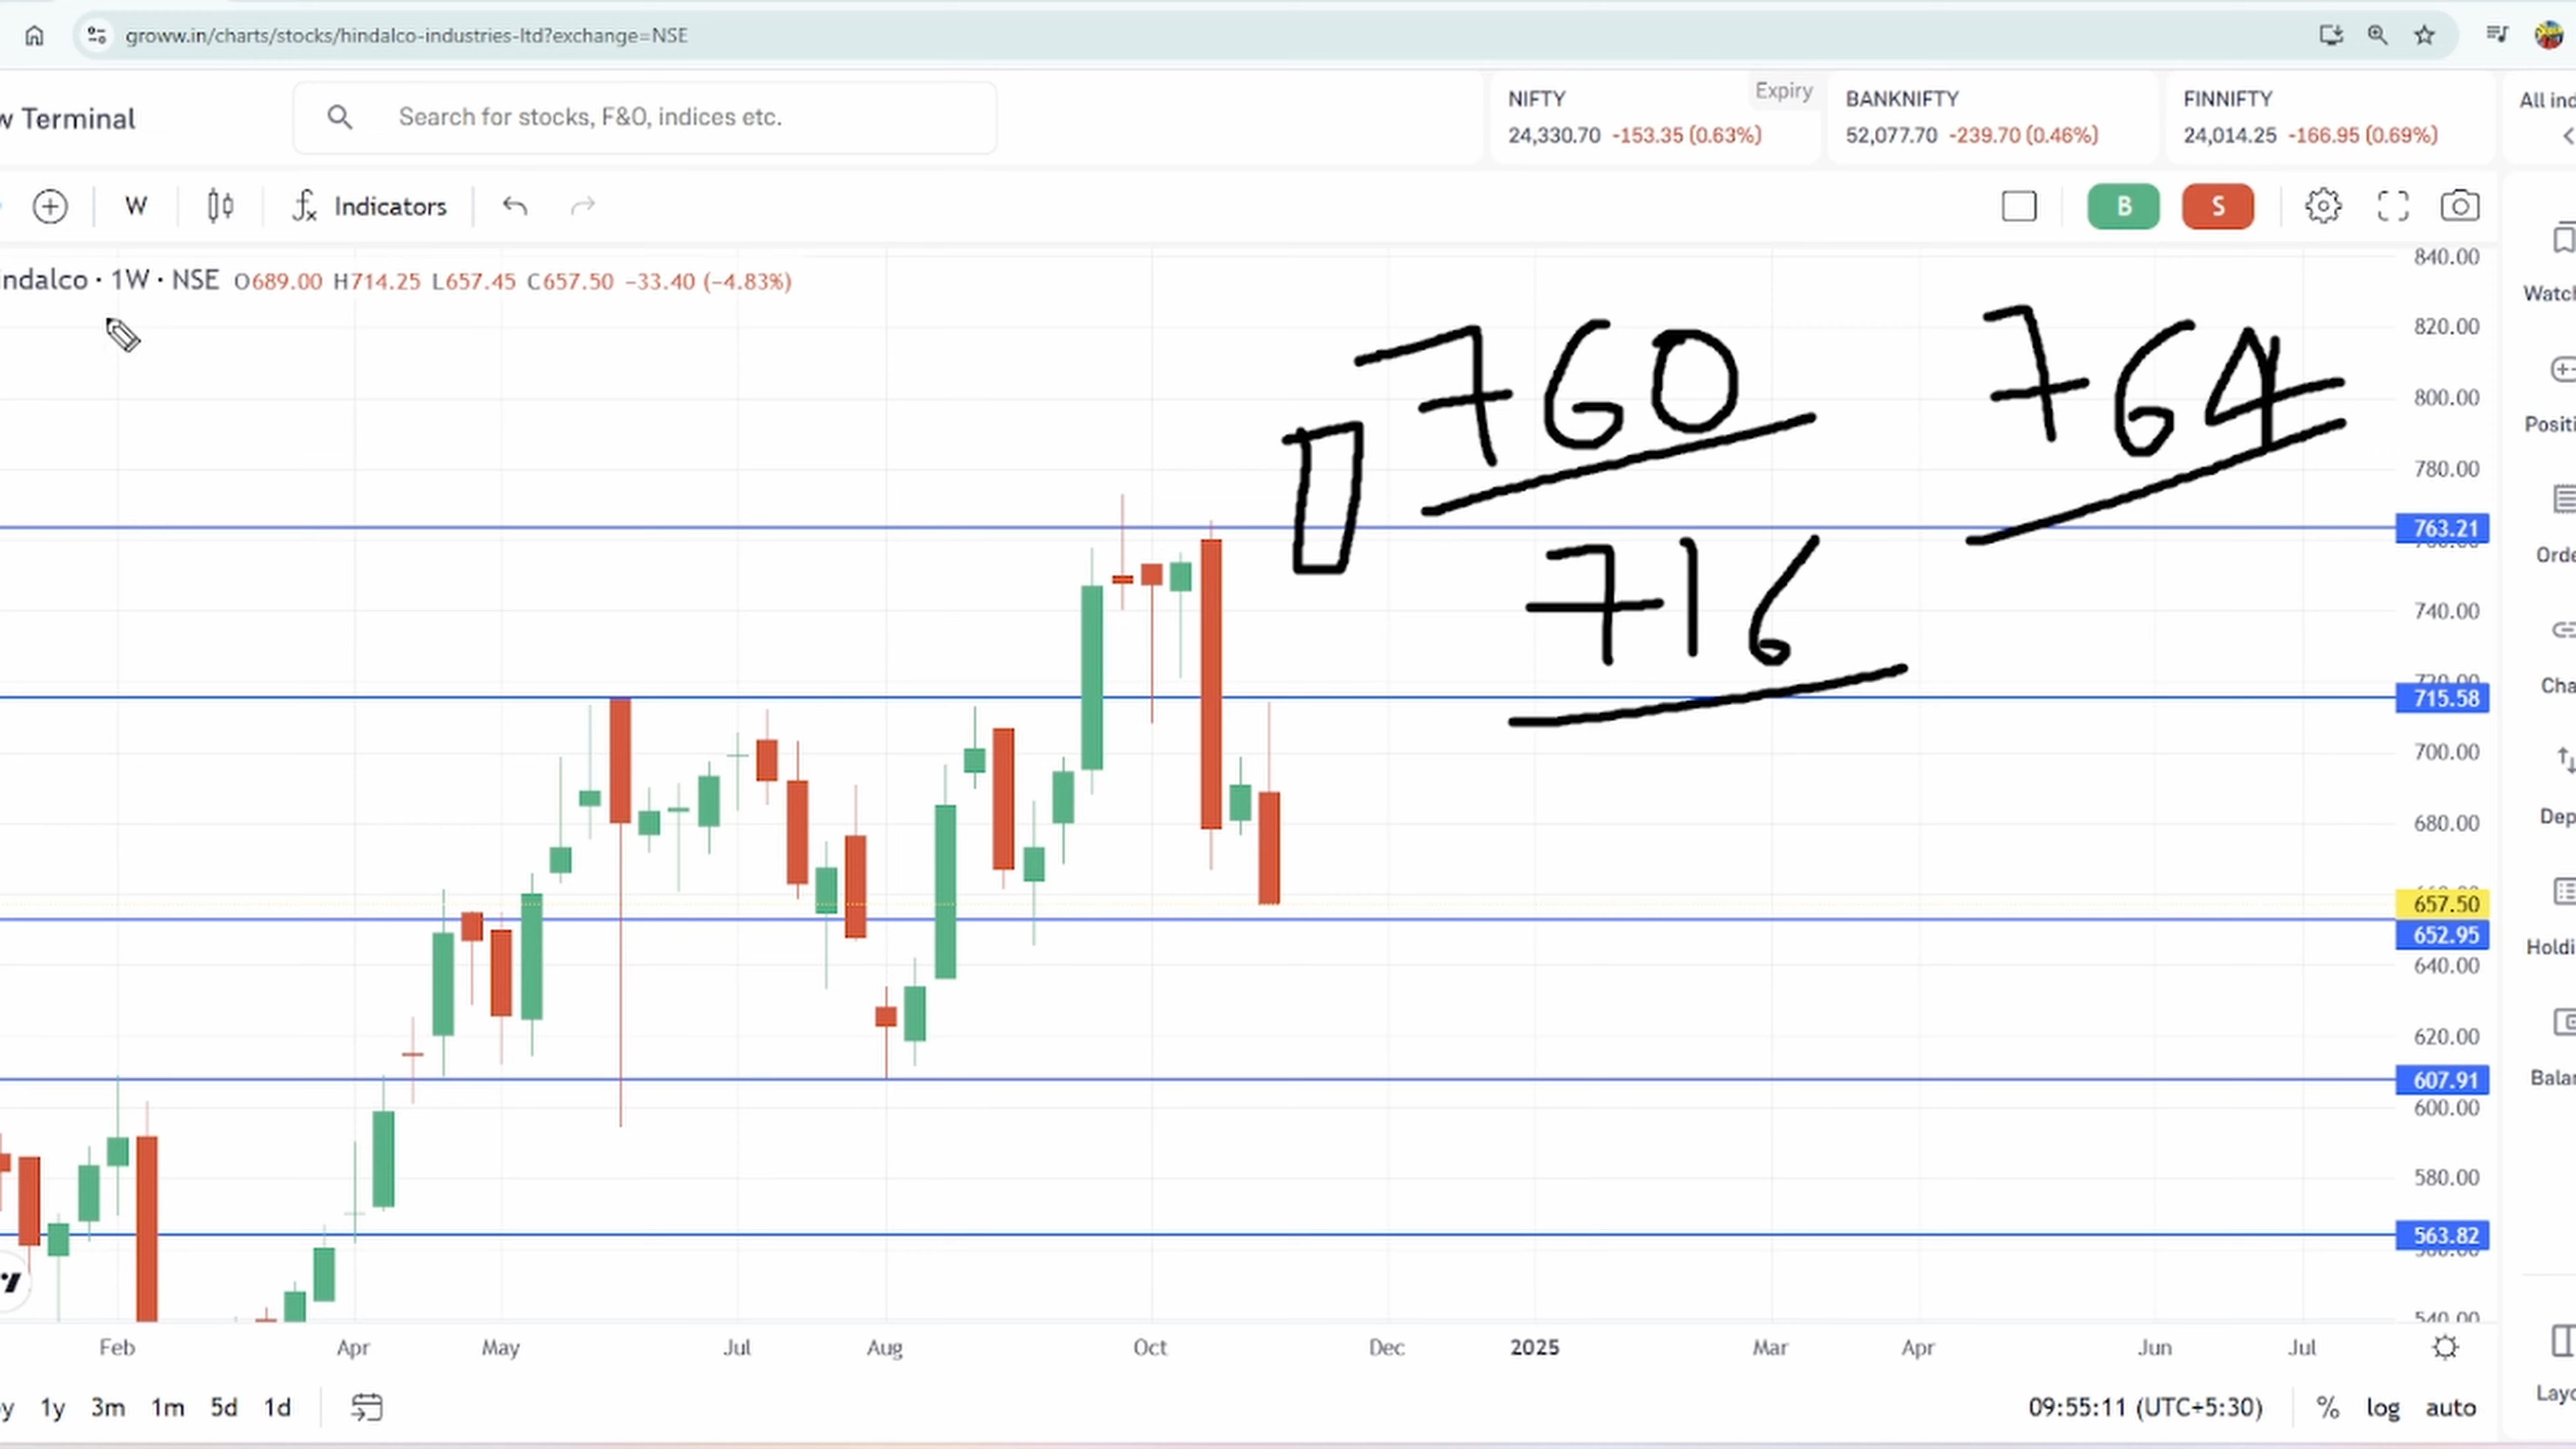 groww.in/charts/stocks/hindalco-industries-ltd?exchange=NSE
w Terminal
Search for stocks, F&O, indices etc.
NIFTY Expiry
24,330.70 -153.35 (0.63%)
BANKNIFTY
52,077.70 -239.70 (0.46%)
FINNIFTY
24,014.25 -166.95 (0.69%)
All ind
W Indicators B S
indalco · 1W · NSE O689.00 H714.25 L657.45 C657.50 −33.40 (−4.83%)
760 764
716
840.00
820.00
800.00
780.00
763.21
740.00
715.58
700.00
680.00
657.50
652.95
640.00
620.00
607.91
600.00
580.00
563.82
540.00
Watch
Positi
Orde
Cha
Dep
Holdi
Balan
Layo
Feb Apr May Jul Aug Oct Dec 2025 Mar Apr Jun Jul
y 1y 3m 1m 5d 1d
09:55:11 (UTC+5:30) % log auto